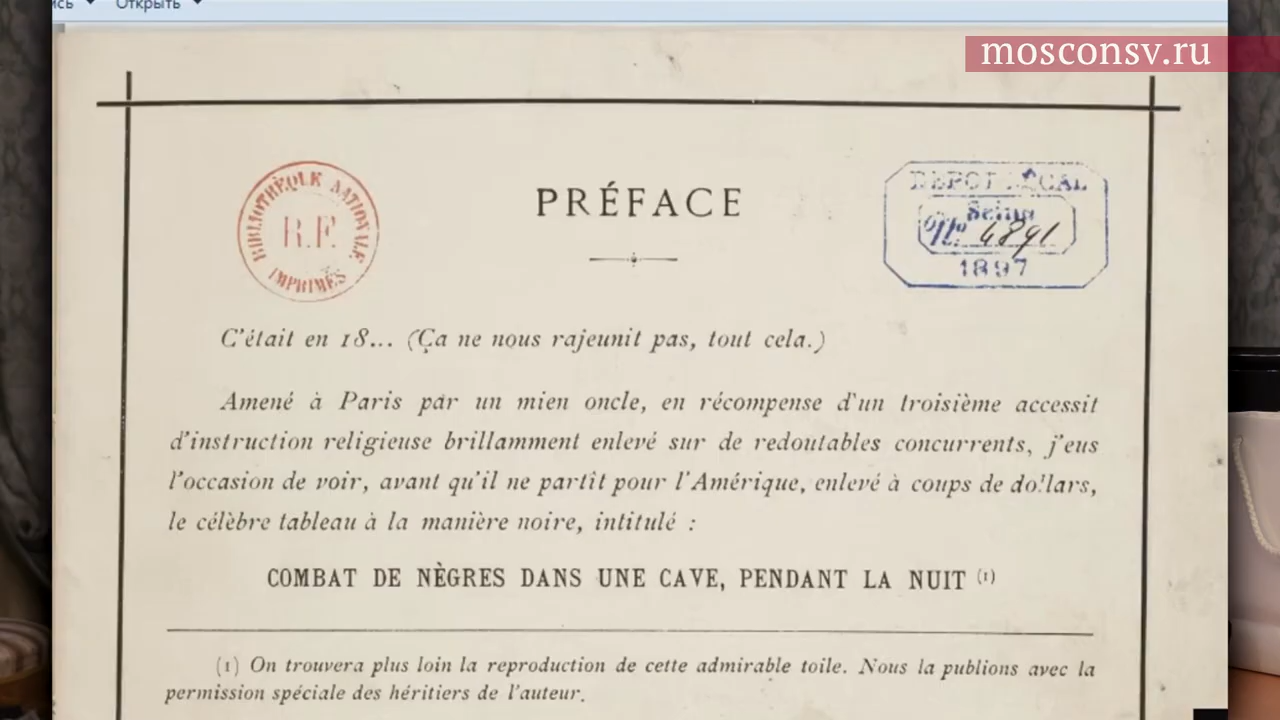 Открыть
mosconsv.ru
BIBLIOTHÈQUE NATIONALE
R.F.
IMPRIMÉS
PRÉFACE
DEPOT LEGAL
Seine
No. 4891
1897
C'était en 18... (Ça ne nous rajeunit pas, tout cela.)
Amené à Paris par un mien oncle, en récompense d'un troisième accessit
d'instruction religieuse brillamment enlevé sur de redoutables concurrents, j'eus
l'occasion de voir, avant qu'il ne partît pour l'Amérique, enlevé à coups de dollars,
le célèbre tableau à la manière noire, intitulé :
COMBAT DE NÈGRES DANS UNE CAVE, PENDANT LA NUIT (1)
(1) On trouvera plus loin la reproduction de cette admirable toile. Nous la publions avec la
permission spéciale des héritiers de l'auteur.